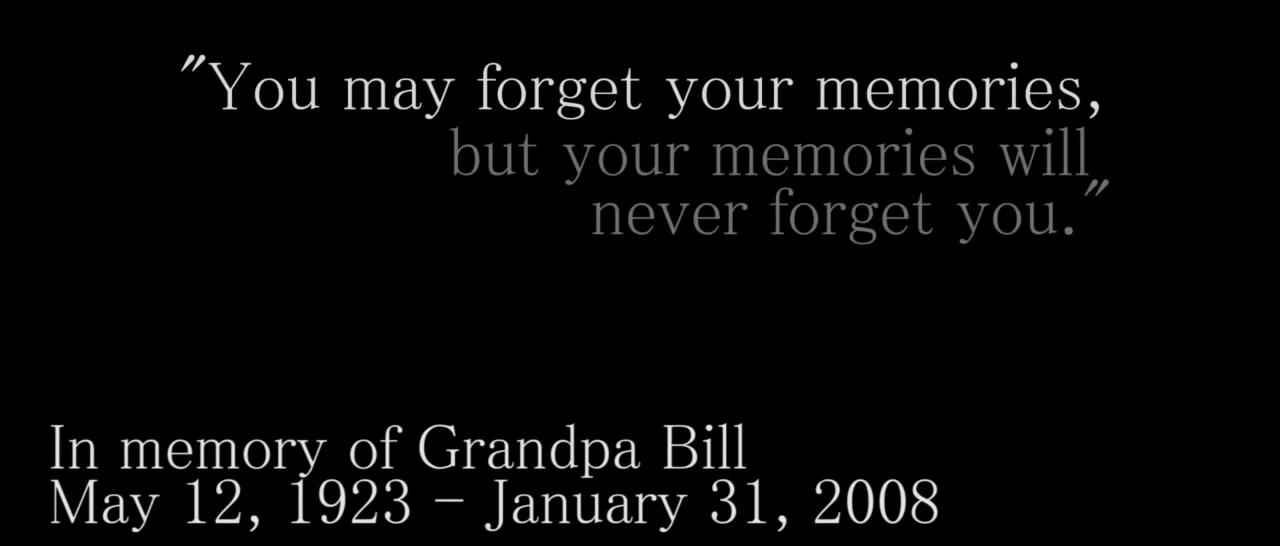 "You may forget your memories,
but your memories will
never forget you."
In memory of Grandpa Bill
May 12, 1923 – January 31, 2008